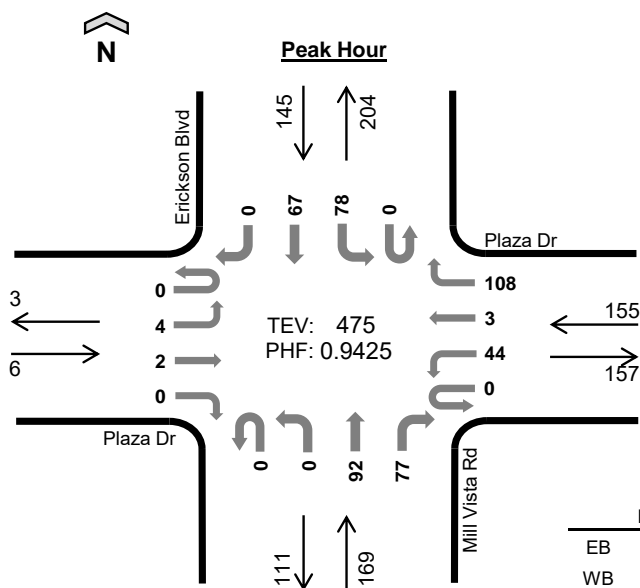 N
Peak Hour
145
204
Erickson Blvd
0
67
78
0
Plaza Dr
0
108
3
4
TEV: 475
3
155
6
2
PHF: 0.9425
44
157
0
0
Plaza Dr
0
0
92
77
Mill Vista Rd
111
169
EB
WB